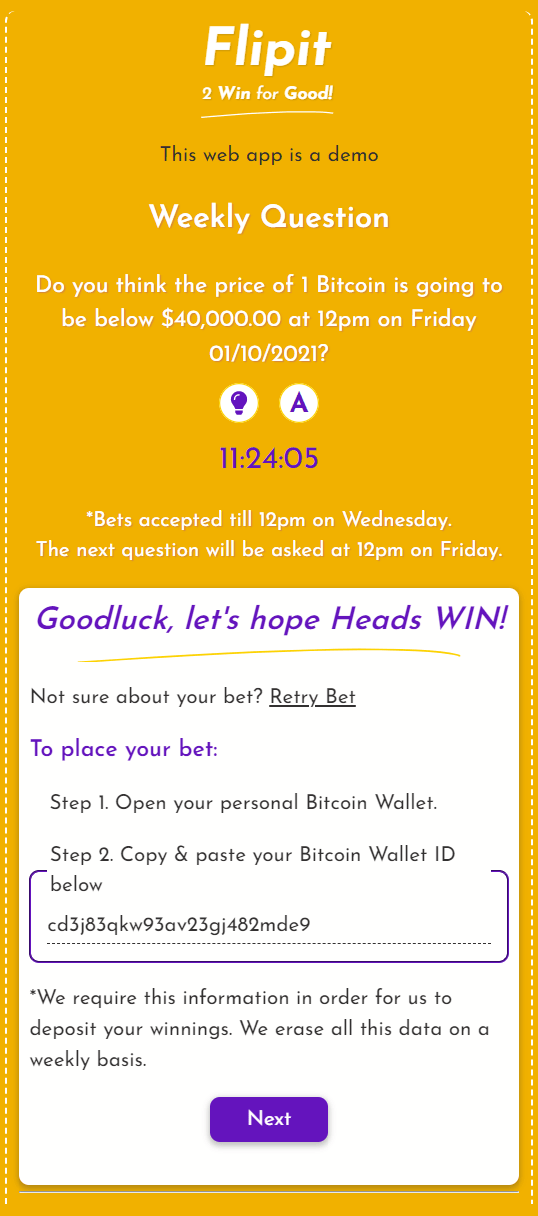 Flipit
2 Win for Good!
This web app is a demo
Weekly Question
Do you think the price of 1 Bitcoin is going to
be below $40,000.00 at 12pm on Friday
01/10/2021?
A
11:24:05
*Bets accepted till 12pm on Wednesday.
The next question will be asked at 12pm on Friday.
Goodluck, let's hope Heads WIN!
Not sure about your bet? Retry Bet
To place your bet:
Step 1. Open your personal Bitcoin Wallet.
Step 2. Copy & paste your Bitcoin Wallet ID
below
cd3j83qkw93av23gj482mde9
*We require this information in order for us to
deposit your winnings. We erase all this data on a
weekly basis.
Next